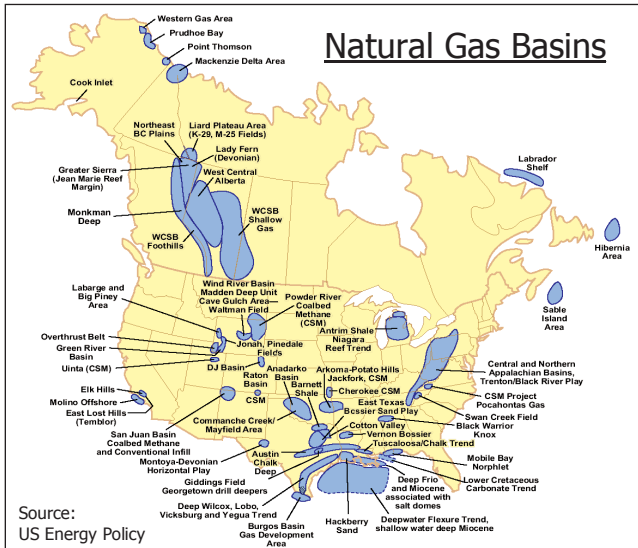 Natural Gas Basins
Western Gas Area
Prudhoe Bay
Point Thomson
Mackenzie Delta Area
Cook Inlet
Northeast
BC Plains
Liard Plateau Area
(K-29, M-25 Fields)
Lady Fern
(Devonian)
Greater Sierra
(Jean Marie Reef
Margin)
West Central
Alberta
Monkman
Deep
WCSB
Foothills
WCSB
Shallow
Gas
Labrador
Shelf
Hibernia
Area
Sable
Island
Area
Wind River Basin
Madden Deep Unit
Cave Gulch Area—
Waltman Field
Powder River
Coalbed
Methane
(CSM)
Labarge and
Big Piney
Area
Antrim Shale
Niagara
Reef Trend
Overthrust Belt
Green River
Basin
Uinta (CSM)
Jonah, Pinedale
Fields
DJ Basin
Raton
Basin
CSM
Anadarko
Basin
Barnett
Shale
Arkoma-Potato Hills
Jackfork, CSM
Cherokee CSM
East Texas
Bossier Sand Play
Cotton Valley
Vernon Bossier
Tuscaloosa/Chalk Trend
Central and Northern
Appalachian Basins,
Trenton/Black River Play
CSM Project
Pocahontas Gas
Swan Creek Field
Black Warrior
Knox
Elk Hills
Molino Offshore
East Lost Hills
(Temblor)
San Juan Basin
Coalbed Methane
and Conventional Infill
Commanche Creek/
Mayfield Area
Montoya-Devonian
Horizontal Play
Austin
Chalk
Deep
Giddings Field
Georgetown drill deepers
Deep Wilcox, Lobo,
Vicksburg and Yegua Trend
Burgos Basin
Gas Development
Area
Hackberry
Sand
Mobile Bay
Norphlet
Lower Cretaceous
Carbonate Trend
Deep Frio
and Miocene
associated with
salt domes
Deepwater Flexure Trend,
shallow water deep Miocene
Source:
US Energy Policy